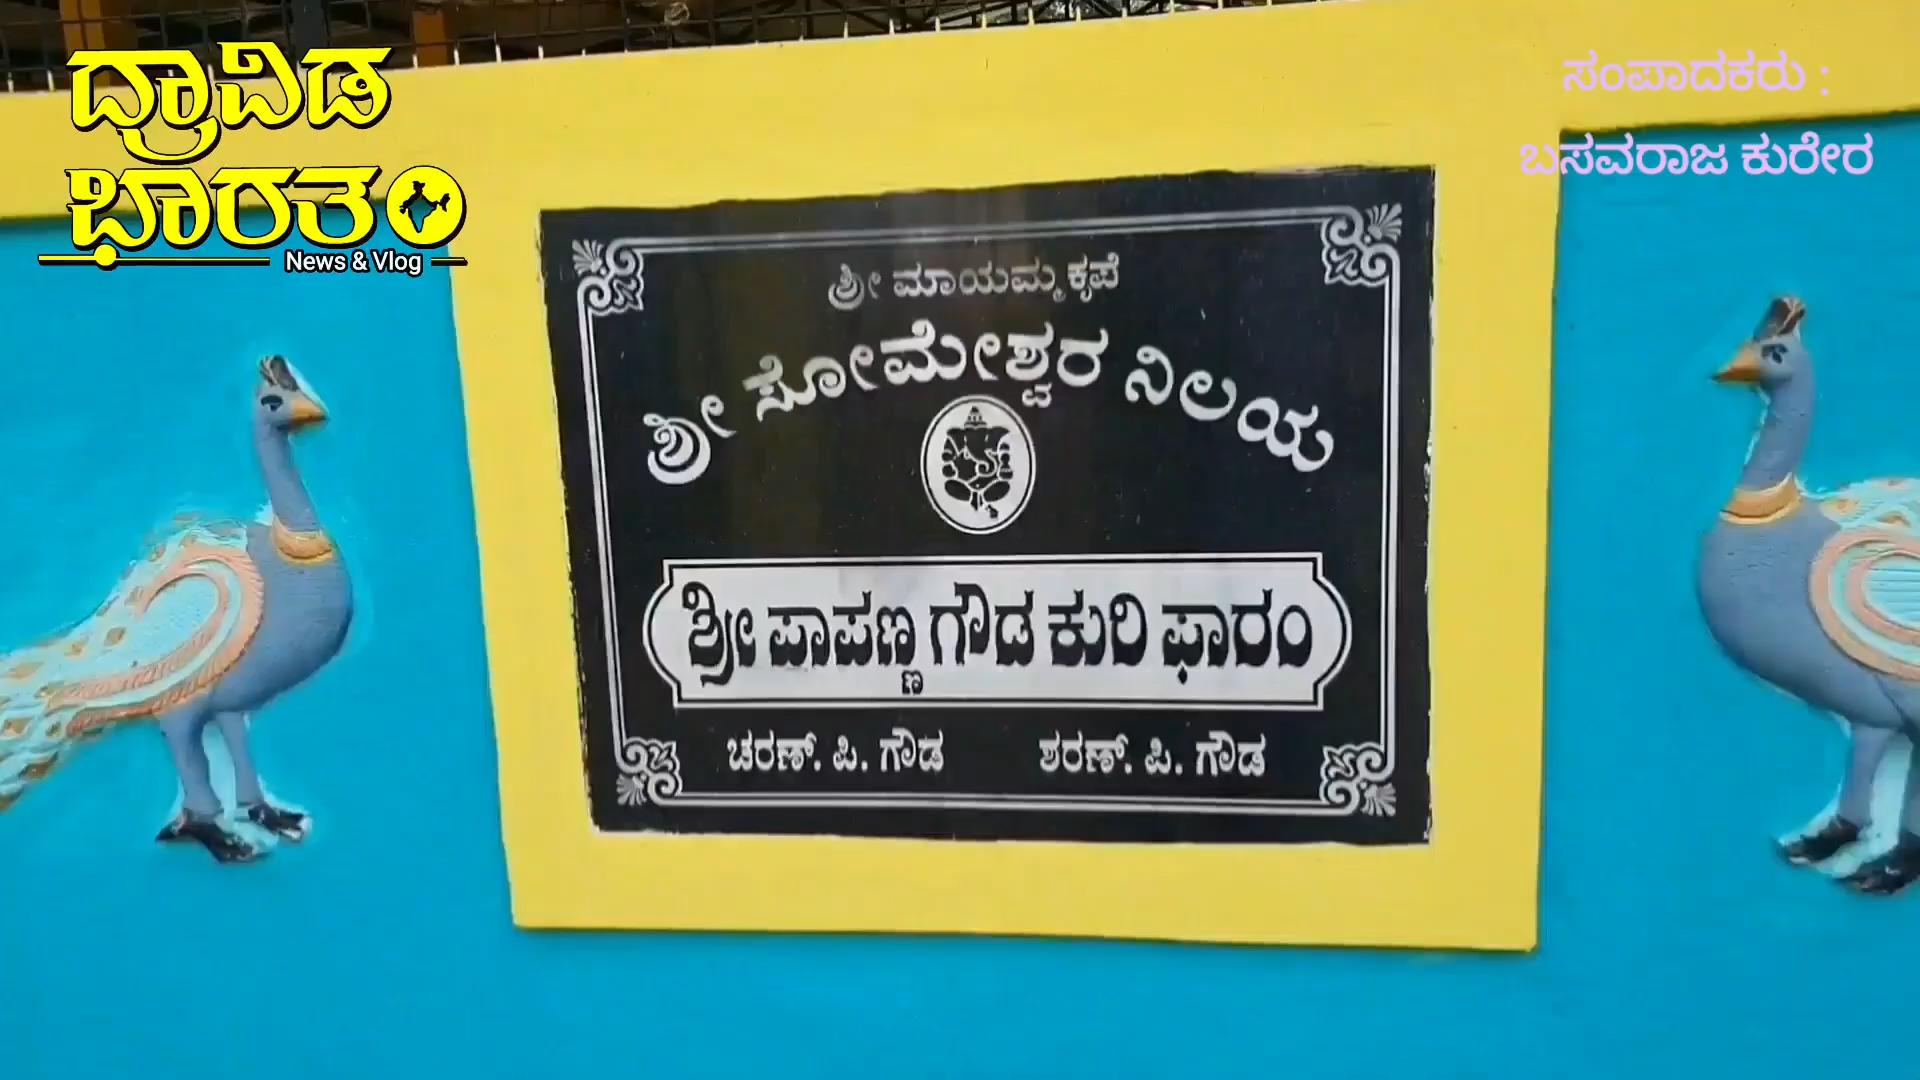 ದ್ರಾವಿಡ
ಭಾರತಂ
News & Vlog
ಸಂಪಾದಕರು :
ಬಸವರಾಜ ಕುರೇರ
ಶ್ರೀ ಮಾಯಮ್ಮ ಕೃಪೆ
ಶ್ರೀ ಸೋಮೇಶ್ವರ ನಿಲಯ
ಶ್ರೀ ಪಾಪಣ್ಣ ಗೌಡ ಕುರಿ ಫಾರಂ
ಚರಣ್. ಪಿ. ಗೌಡ
ಶರಣ್. ಪಿ. ಗೌಡ